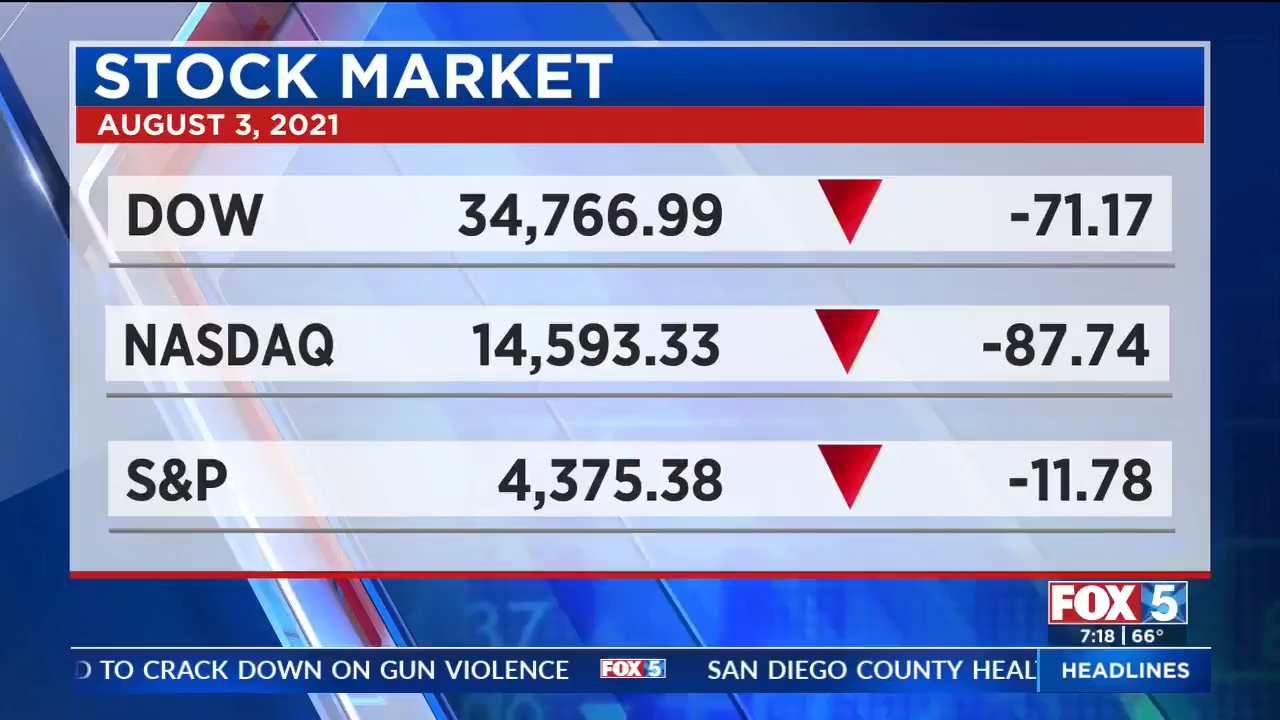 STOCK MARKET
AUGUST 3, 2021
DOW 34,766.99 -71.17
NASDAQ 14,593.33 -87.74
S&P 4,375.38 -11.78
37
FOX 5
7:18 | 66°
TO CRACK DOWN ON GUN VIOLENCE FOX 5 SAN DIEGO COUNTY HEADLINES